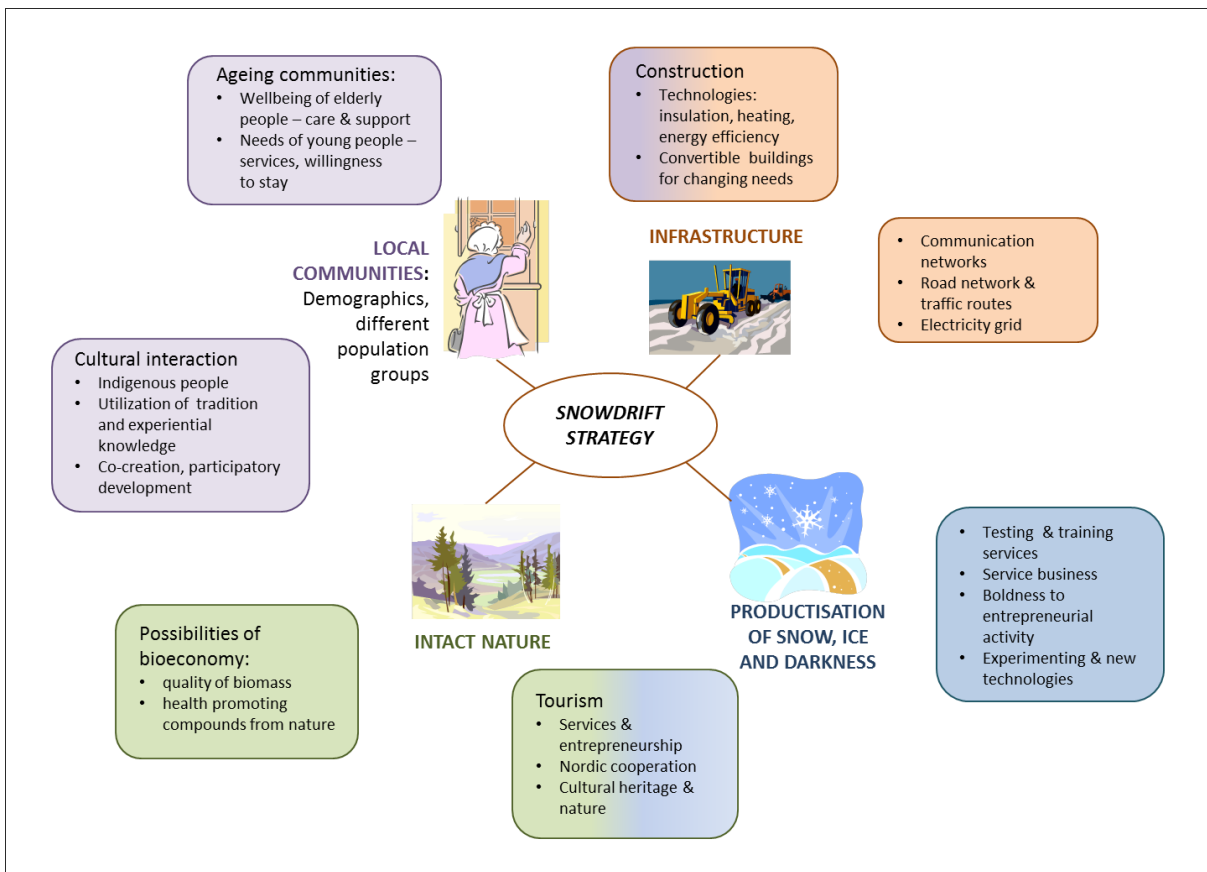 Ageing communities:
• Wellbeing of elderly
people – care & support
• Needs of young people –
services, willingness
to stay
Construction
• Technologies:
insulation, heating,
energy efficiency
• Convertible buildings
for changing needs
LOCAL
COMMUNITIES:
Demographics,
different
population
groups
INFRASTRUCTURE
• Communication
networks
• Road network &
traffic routes
• Electricity grid
Cultural interaction
• Indigenous people
• Utilization of tradition
and experiential
knowledge
• Co-creation, participatory
development
SNOWDRIFT
STRATEGY
INTACT NATURE
PRODUCTISATION
OF SNOW, ICE
AND DARKNESS
• Testing & training
services
• Service business
• Boldness to
entrepreneurial
activity
• Experimenting & new
technologies
Possibilities of
bioeconomy:
• quality of biomass
• health promoting
compounds from nature
Tourism
• Services &
entrepreneurship
• Nordic cooperation
• Cultural heritage &
nature